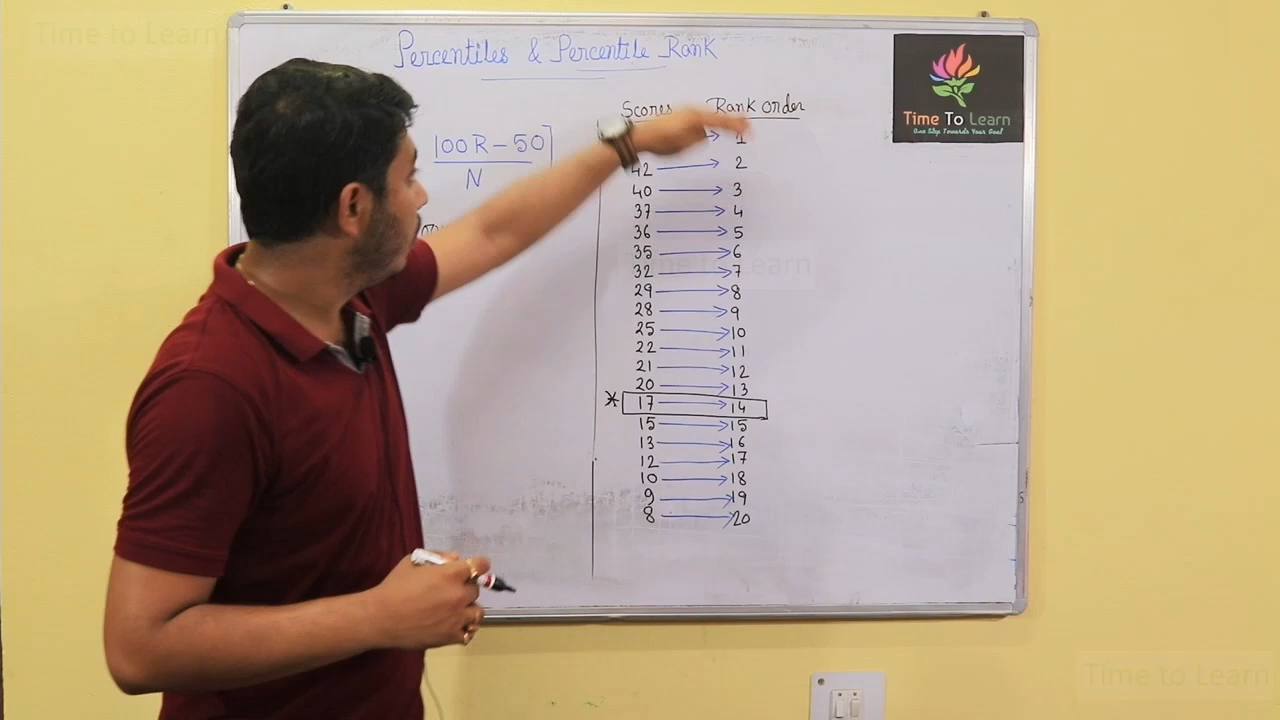 Time to Learn
Percentiles & Percentile Rank
Time To Learn
One Step Towards Your Goal
100R - 50]
N
Scores Rank order
1
42 → 2
40 → 3
37 → 4
36 → 5
35 → 6
32 → 7
29 → 8
28 → 9
25 → 10
22 → 11
21 → 12
20 → 13
* 17 → 14
15 → 15
13 → 16
12 → 17
10 → 18
9 → 19
8 → 20
Time to Learn
Time to Learn